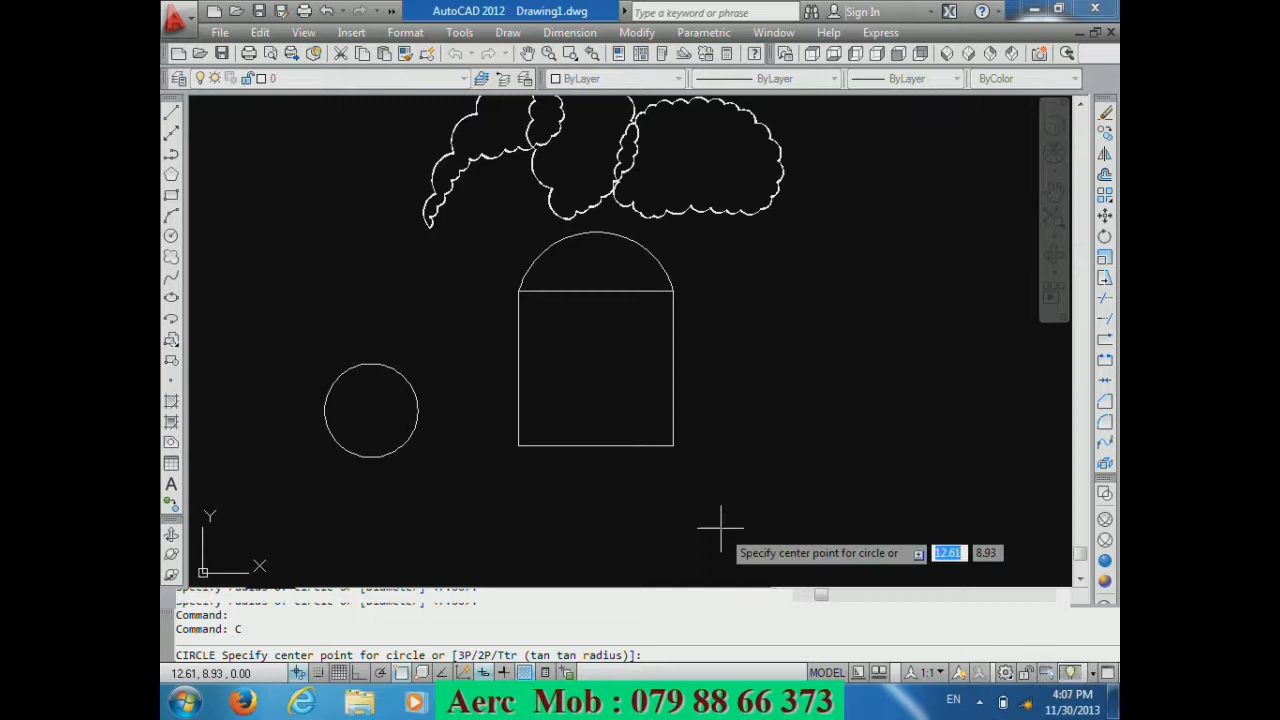 AutoCAD 2012 Drawing1.dwg
Type a keyword or phrase
Sign In
File Edit View Insert Format Tools Draw Dimension Modify Parametric Window Help Express
0
ByLayer
ByLayer
ByLayer
ByColor
Y
X
Specify center point for circle or 12.61 8.93
Command:
Command: C
CIRCLE Specify center point for circle or [3P/2P/Ttr (tan tan radius)]:
12.61, 8.93, 0.00
MODEL
1:1
Aerc Mob : 079 88 66 373
EN
4:07 PM
11/30/2013